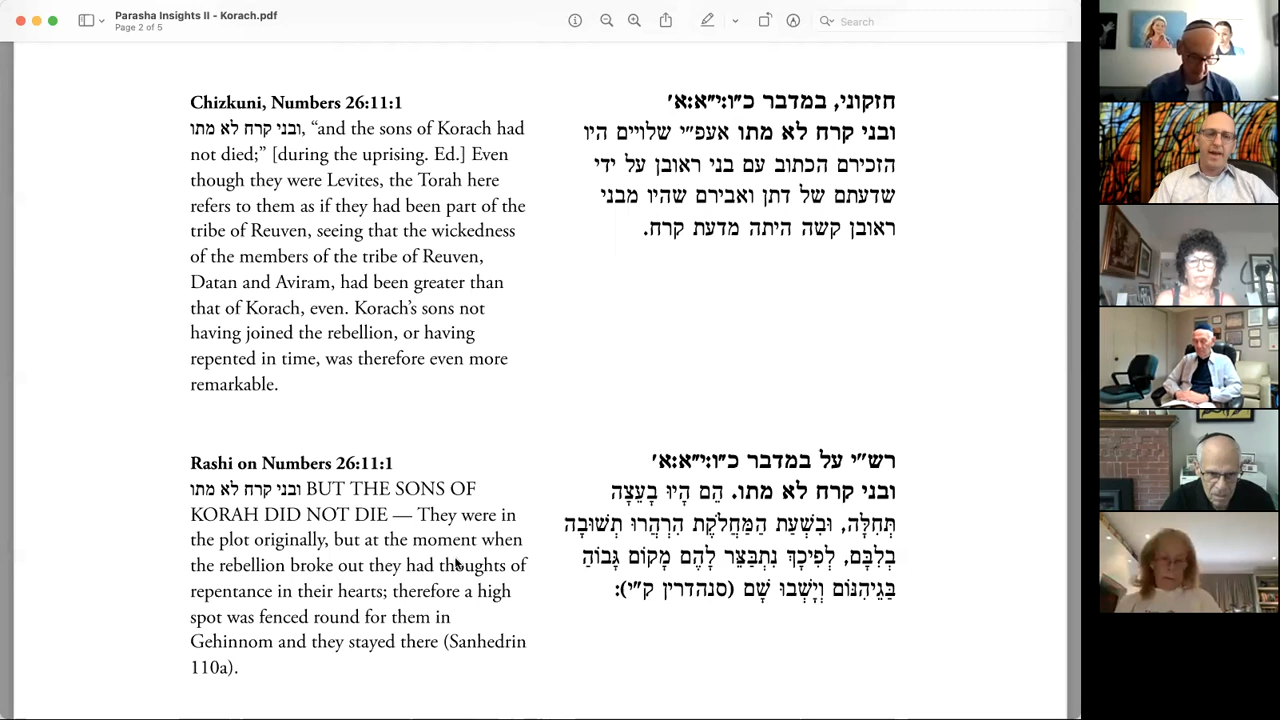 Parasha Insights II - Korach.pdf
Page 2 of 5
Search
Chizkuni, Numbers 26:11:1
ובני קרח לא מתו, “and the sons of Korach had
not died;” [during the uprising. Ed.] Even
though they were Levites, the Torah here
refers to them as if they had been part of the
tribe of Reuven, seeing that the wickedness
of the members of the tribe of Reuven,
Datan and Aviram, had been greater than
that of Korach, even. Korach’s sons not
having joined the rebellion, or having
repented in time, was therefore even more
remarkable.
חזקוני, במדבר כ״ו:י״א:א׳
ובני קרח לא מתו אעפ״י שלויים היו
הזכירם הכתוב עם בני ראובן על ידי
שדעתם של דתן ואבירם שהיו מבני
ראובן קשה היתה מדעת קרח.
Rashi on Numbers 26:11:1
ובני קרח לא מתו BUT THE SONS OF
KORAH DID NOT DIE — They were in
the plot originally, but at the moment when
the rebellion broke out they had thoughts of
repentance in their hearts; therefore a high
spot was fenced round for them in
Gehinnom and they stayed there (Sanhedrin
110a).
רש״י על במדבר כ״ו:י״א:א׳
ובני קרח לא מתו. הֵם הָיוּ בָעֵצָה
תְּחִלָּה, וּבִשְׁעַת הַמַּחֲלֹקֶת הִרְהֲרוּ תְשׁוּבָה
בְלִבָּם, לְפִיכָךְ נִתְבַּצֵּר לָהֶם מָקוֹם גָּבוֹהַּ
בַּגֵּיהִנּוֹם וְיָשְׁבוּ שָׁם (סנהדרין ק״י):